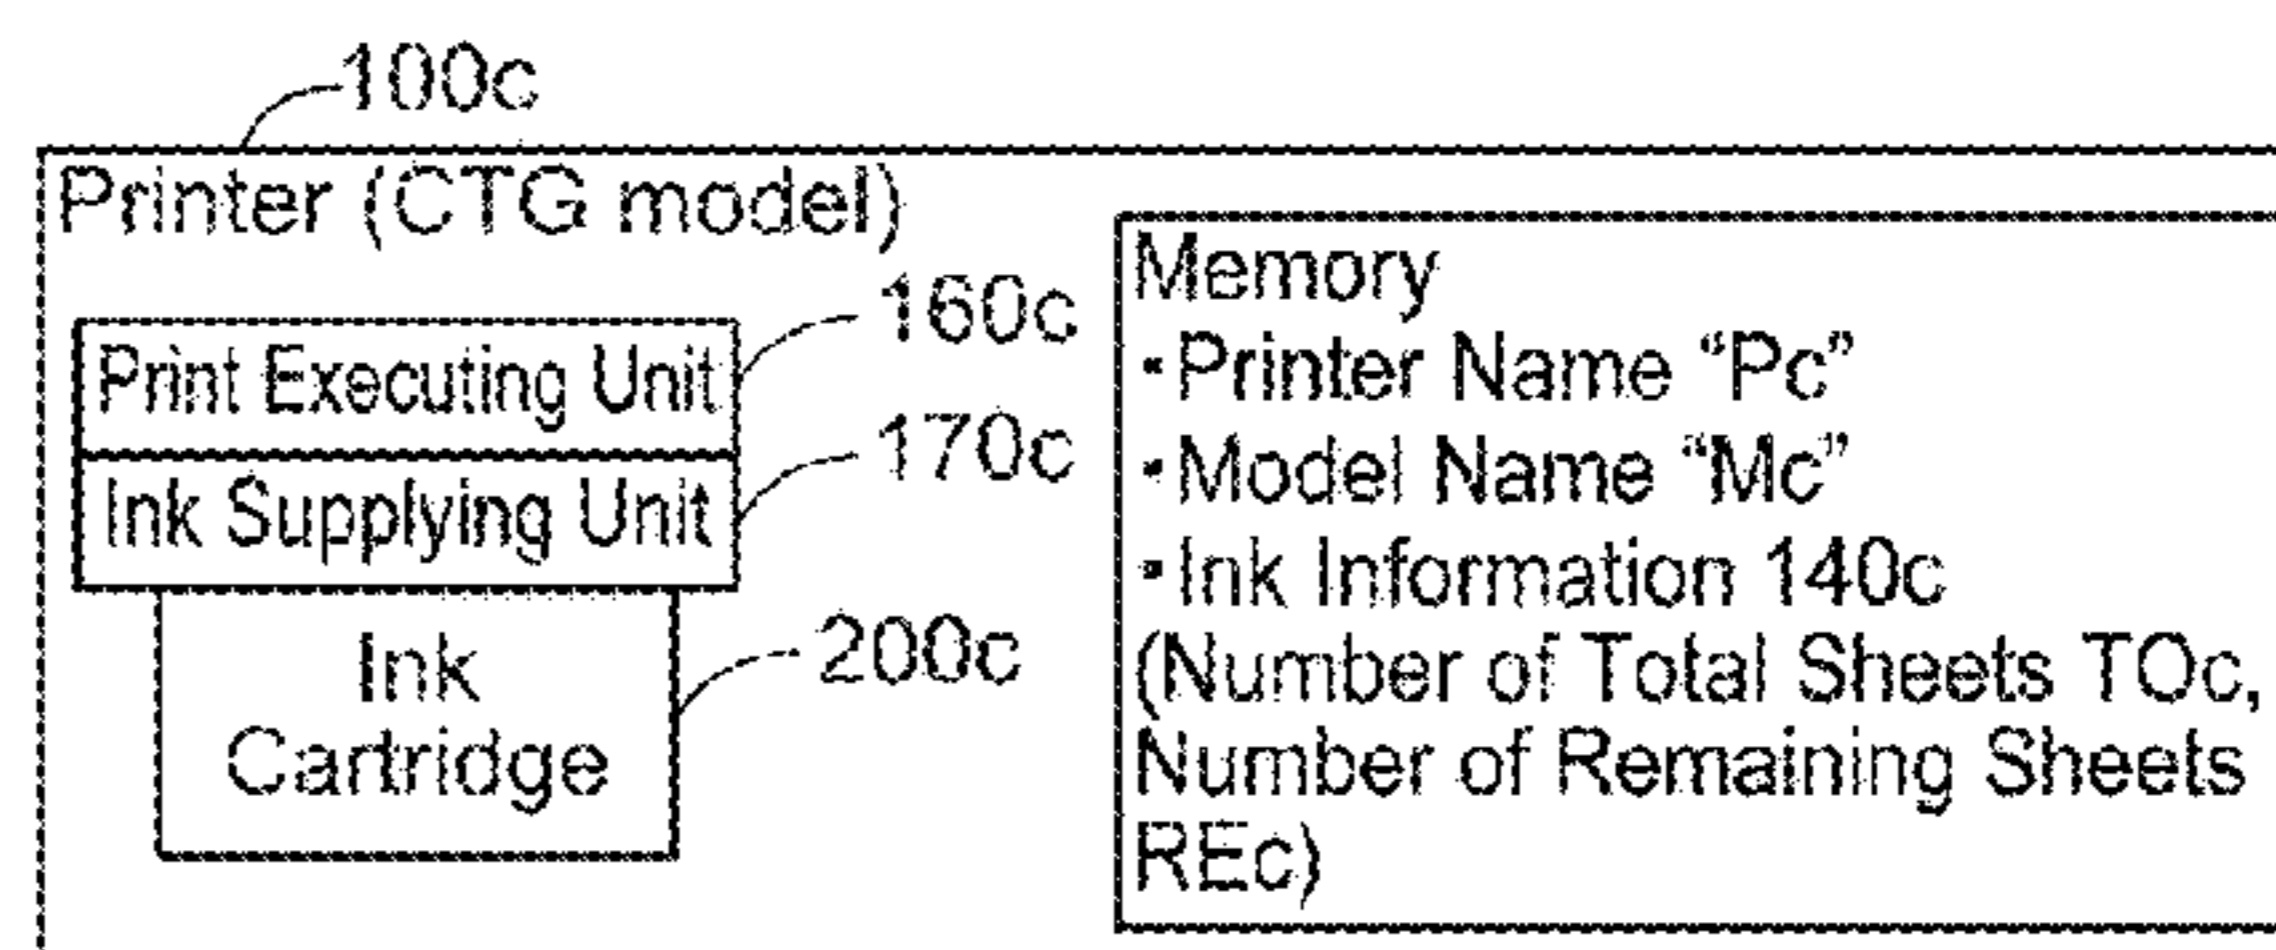 100c
Printer (CTG model)
160c
Print Executing Unit
170c
Ink Supplying Unit
200c
Ink
Cartridge
Memory
・Printer Name “Pc”
・Model Name “Mc”
・Ink Information 140c
(Number of Total Sheets TOc,
Number of Remaining Sheets
REc)